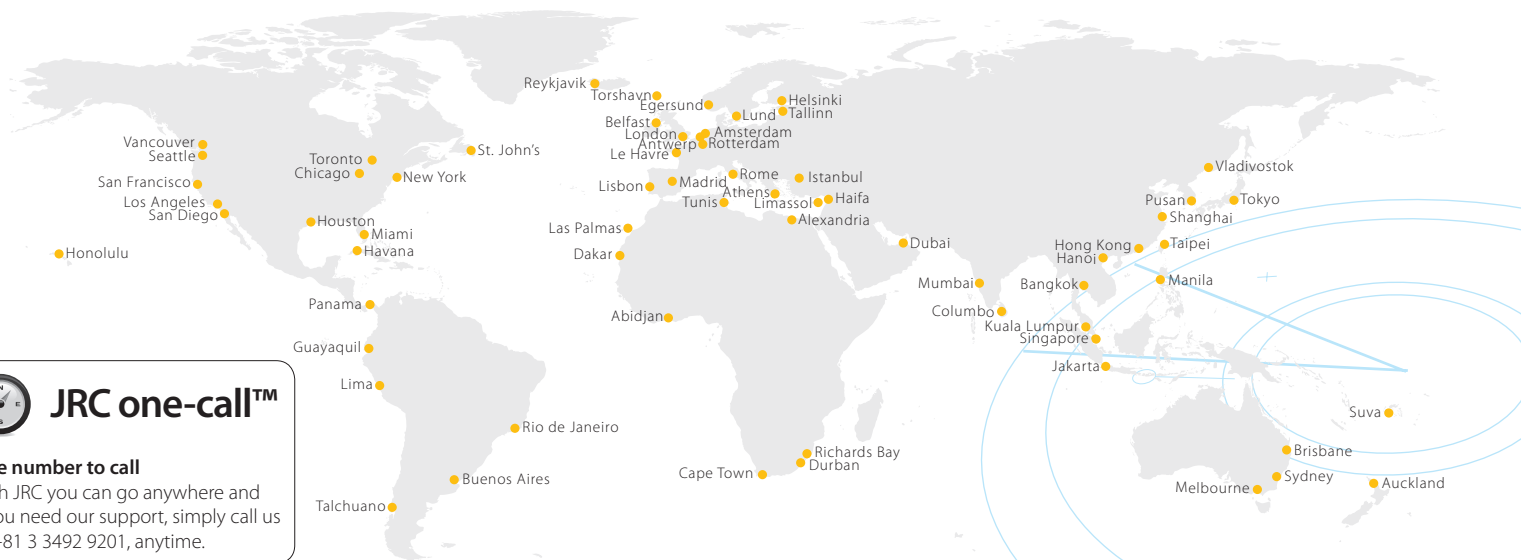 Reykjavik
Torshavn
Egersund
Helsinki
Tallinn
Lund
Belfast
London
Amsterdam
Antwerp
Rotterdam
Le Havre
Vancouver
Seattle
Toronto
Chicago
St. John's
New York
San Francisco
Los Angeles
San Diego
Houston
Miami
Havana
Honolulu
Lisbon
Madrid
Rome
Istanbul
Athens
Tunis
Limassol
Haifa
Alexandria
Las Palmas
Dakar
Dubai
Vladivostok
Pusan
Tokyo
Shanghai
Hong Kong
Taipei
Hanoi
Mumbai
Bangkok
Manila
Columbo
Kuala Lumpur
Singapore
Jakarta
Panama
Abidjan
Guayaquil
Lima
Rio de Janeiro
Buenos Aires
Talchuano
Cape Town
Richards Bay
Durban
Suva
Brisbane
Sydney
Melbourne
Auckland
N
E
S
JRC one-call™
number to call
JRC you can go anywhere and
need our support, simply call us
81 3 3492 9201, anytime.